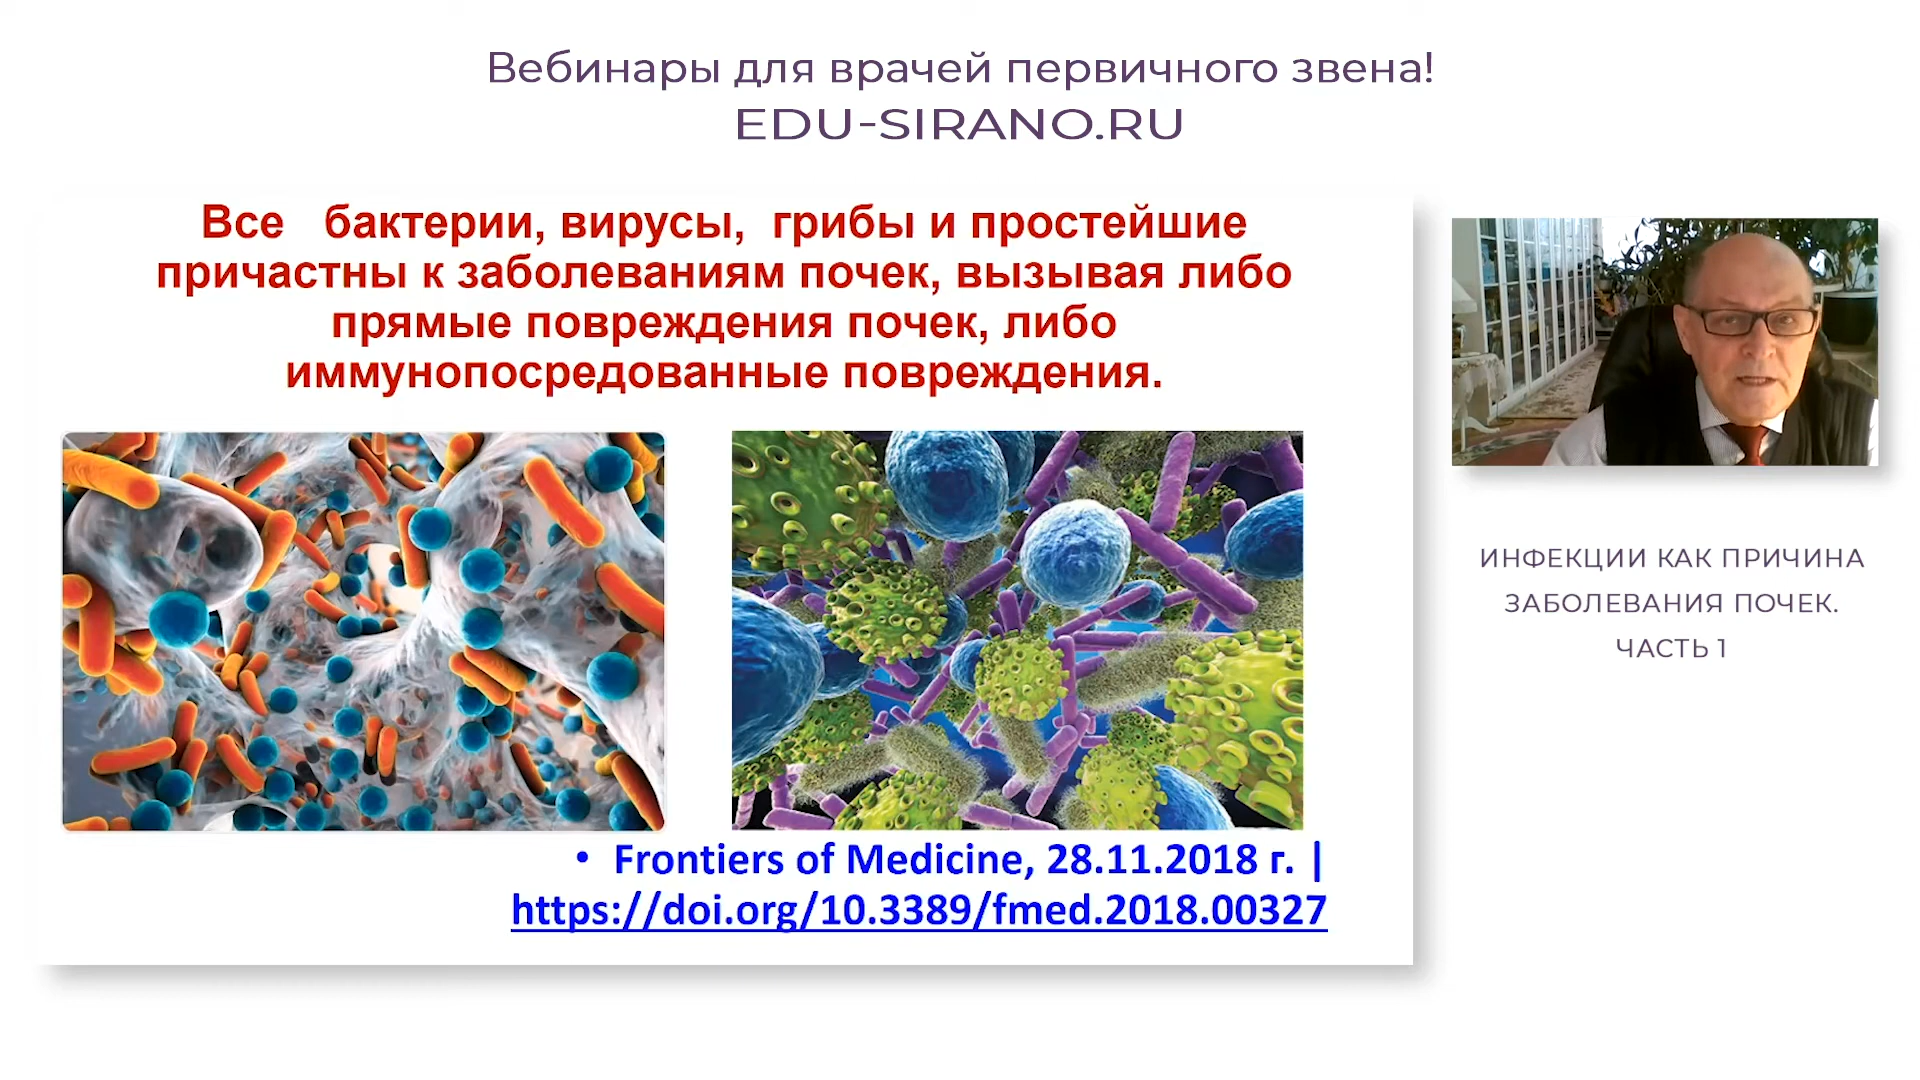 Вебинары для врачей первичного звена!
EDU-SIRANO.RU
Все бактерии, вирусы, грибы и простейшие
причастны к заболеваниям почек, вызывая либо
прямые повреждения почек, либо
иммунопосредованные повреждения.
• Frontiers of Medicine, 28.11.2018 г. |
https://doi.org/10.3389/fmed.2018.00327
ИНФЕКЦИИ КАК ПРИЧИНА
ЗАБОЛЕВАНИЯ ПОЧЕК.
ЧАСТЬ 1